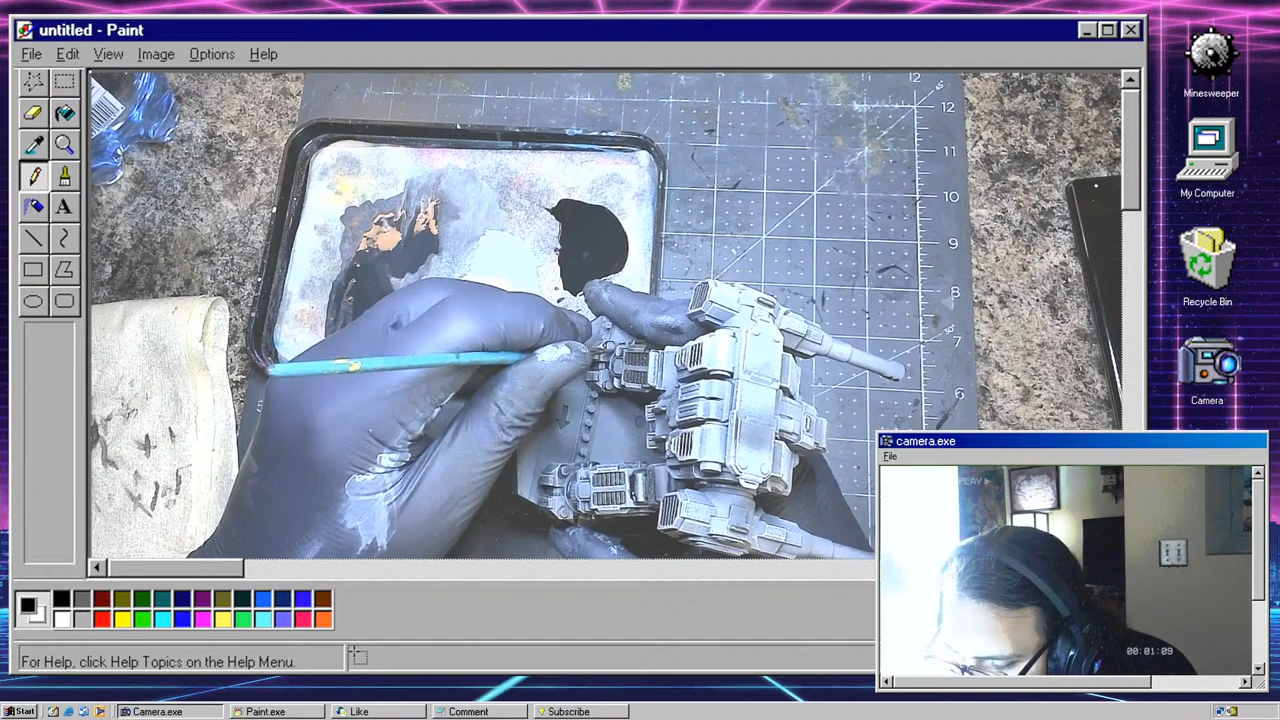 untitled - Paint
File Edit View Image Options Help
12
12
11
10
9
8
7
6
Minesweeper
My Computer
Recycle Bin
Camera
camera.exe
File
PLAY
00:01:09
For Help, click Help Topics on the Help Menu.
Start Camera.exe Paint.exe Like Comment Subscribe